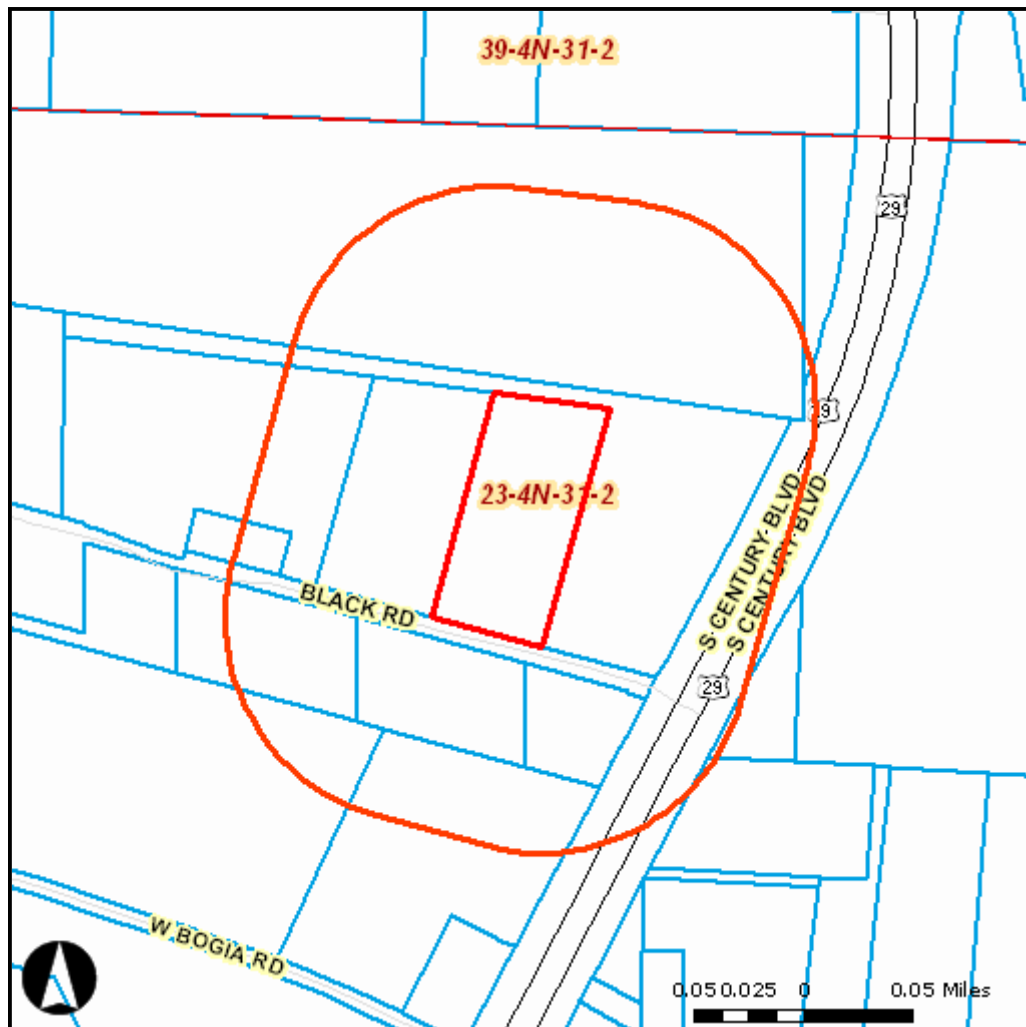 39-4N-31-2
29
29
23-4N-31-2
S CENTURY BLVD
S CENTURY BLVD
BLACK RD
29
W BOGIA RD
0.05 0.025 0 0.05 Miles